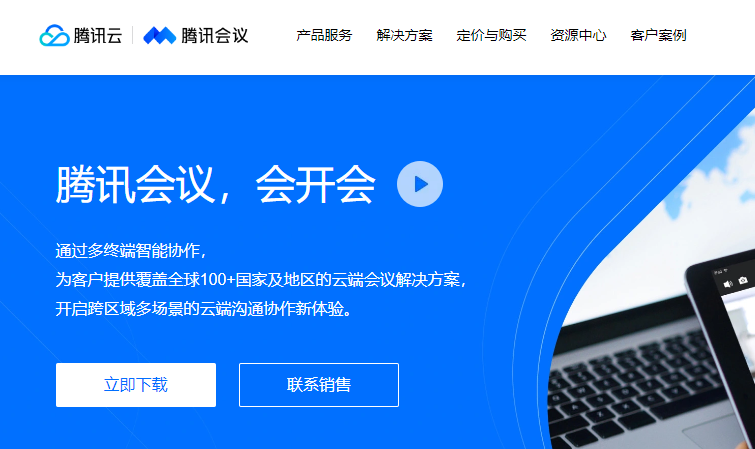 腾讯云 腾讯会议 产品服务 解决方案 定价与购买 资源中心 客户案例
腾讯会议，会开会
通过多终端智能协作，
为客户提供覆盖全球100+国家及地区的云端会议解决方案，
开启跨区域多场景的云端沟通协作新体验。
立即下载 联系销售